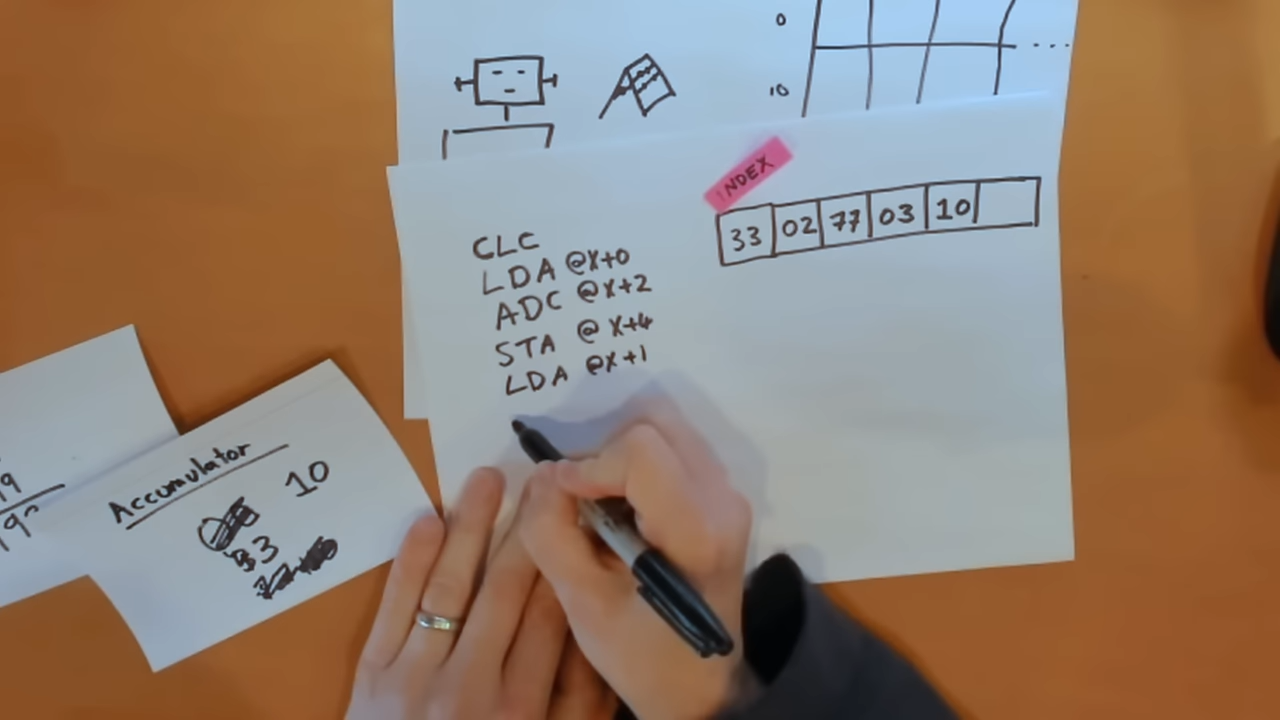 0
10
INDEX
33 02 77 03 10
CLC
LDA @X+0
ADC @X+2
STA @ X+4
LDA @X+1
Accumulator
10
33
19